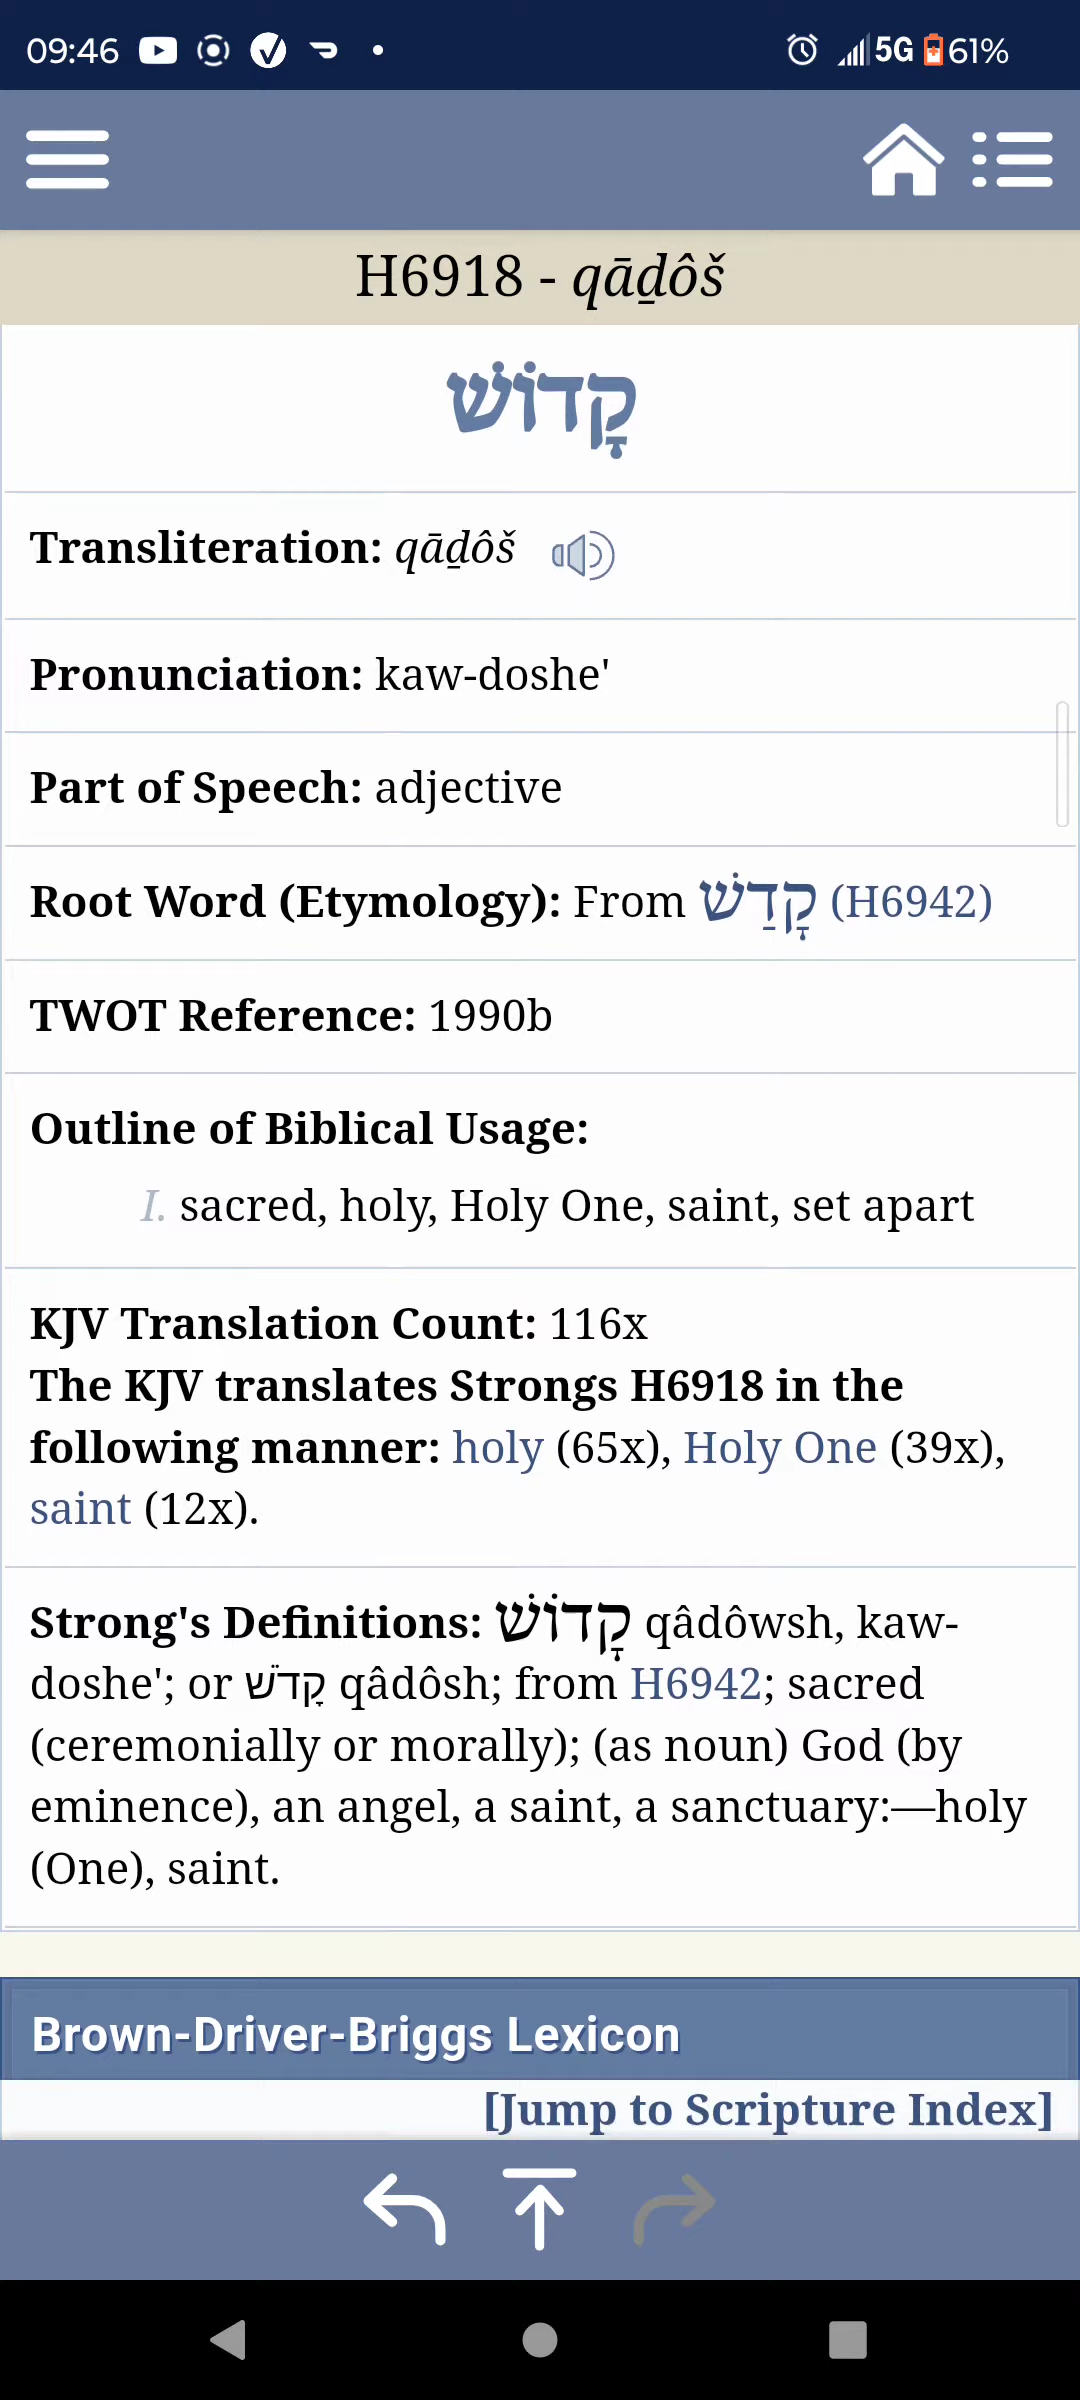 09:46 5G 61%
H6918 - qāḏôš
קָדוֹשׁ
Transliteration: qāḏôš
Pronunciation: kaw-doshe'
Part of Speech: adjective
Root Word (Etymology): From קָדַשׁ (H6942)
TWOT Reference: 1990b
Outline of Biblical Usage:
I. sacred, holy, Holy One, saint, set apart
KJV Translation Count: 116x
The KJV translates Strongs H6918 in the
following manner: holy (65x), Holy One (39x),
saint (12x).
Strong's Definitions: קָדוֹשׁ qâdôwsh, kaw-
doshe'; or קָדֹשׁ qâdôsh; from H6942; sacred
(ceremonially or morally); (as noun) God (by
eminence), an angel, a saint, a sanctuary:—holy
(One), saint.
Brown-Driver-Briggs Lexicon
[Jump to Scripture Index]